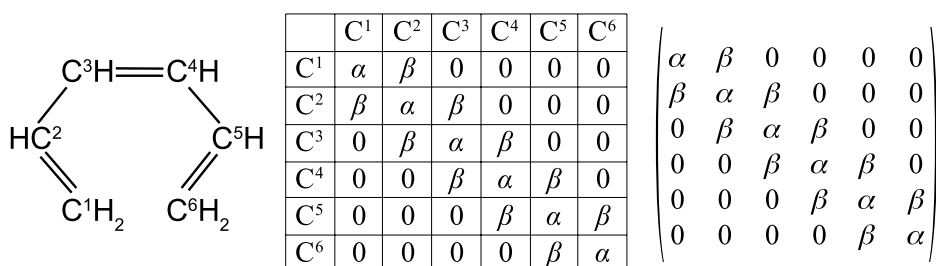 C³H C⁴H
HC² C⁵H
C¹H₂ C⁶H₂
C¹ C² C³ C⁴ C⁵ C⁶
C¹ α β 0 0 0 0
C² β α β 0 0 0
C³ 0 β α β 0 0
C⁴ 0 0 β α β 0
C⁵ 0 0 0 β α β
C⁶ 0 0 0 0 β α
α β 0 0 0 0
β α β 0 0 0
0 β α β 0 0
0 0 β α β 0
0 0 0 β α β
0 0 0 0 β α